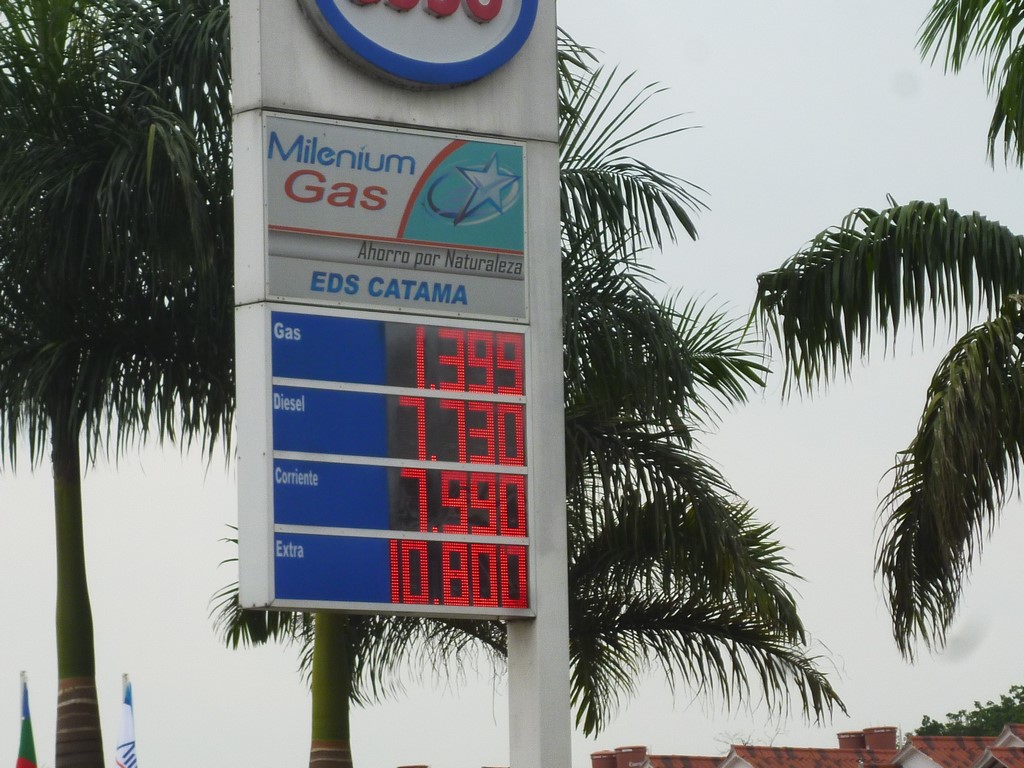 esso
Milenium
Gas
Ahorro por Naturaleza
EDS CATAMA
Gas 1.399
Diesel 7.730
Corriente 7.990
Extra 10.800